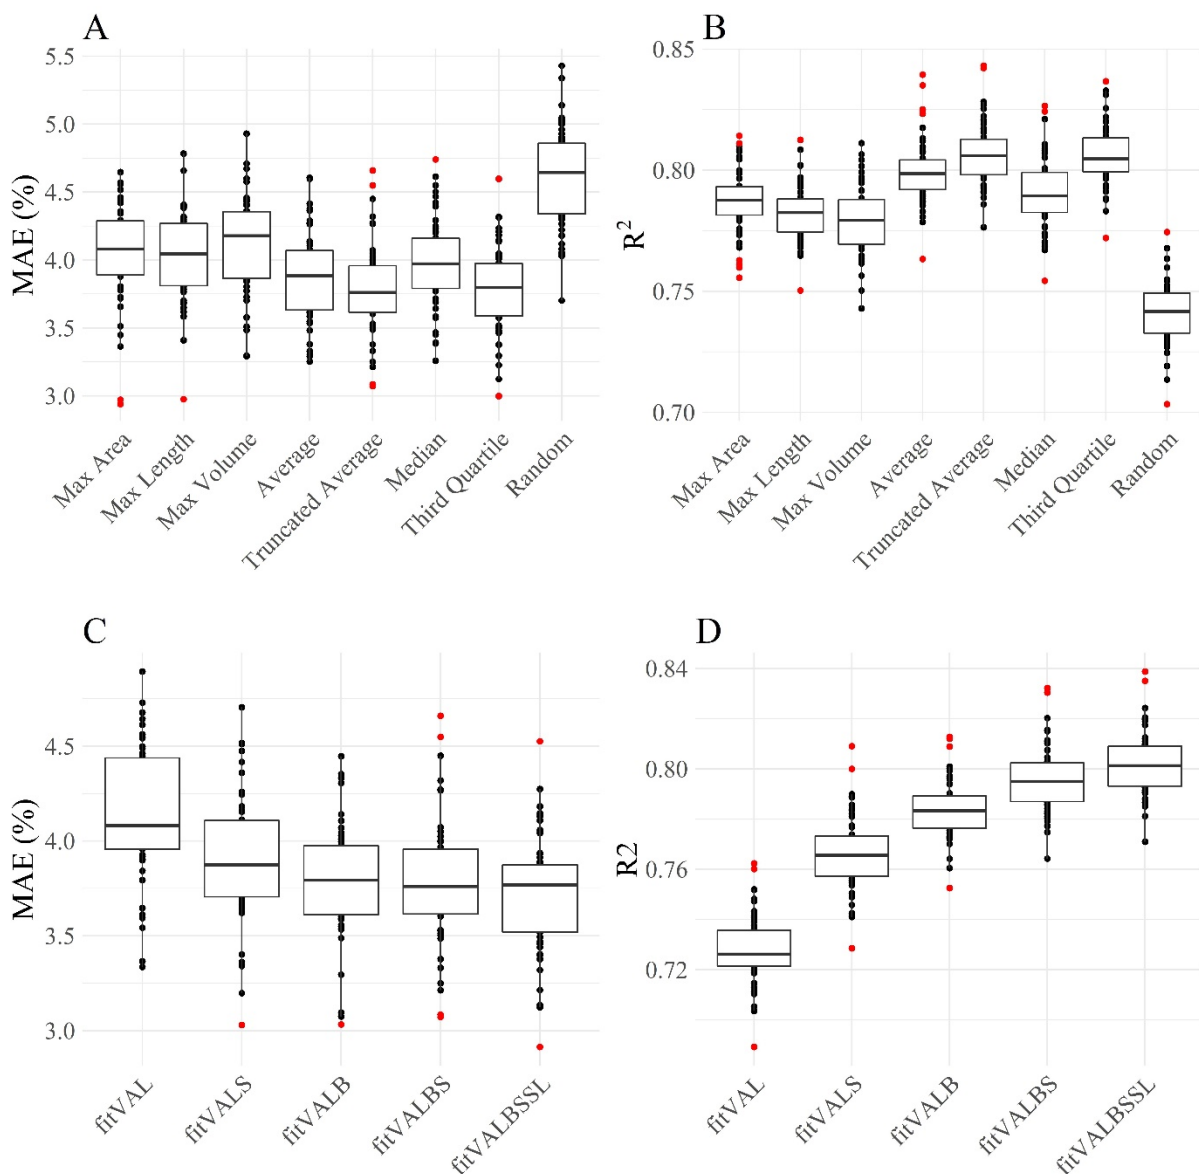 A
MAE (%)
5.5
5.0
4.5
4.0
3.5
3.0
Max Area
Max Length
Max Volume
Average
Truncated Average
Median
Third Quartile
Random
B
R²
0.85
0.80
0.75
0.70
Max Area
Max Length
Max Volume
Average
Truncated Average
Median
Third Quartile
Random
C
MAE (%)
4.5
4.0
3.5
3.0
fitVAL
fitVALS
fitVALB
fitVALBS
fitVALBSSL
D
R2
0.84
0.80
0.76
0.72
fitVAL
fitVALS
fitVALB
fitVALBS
fitVALBSSL